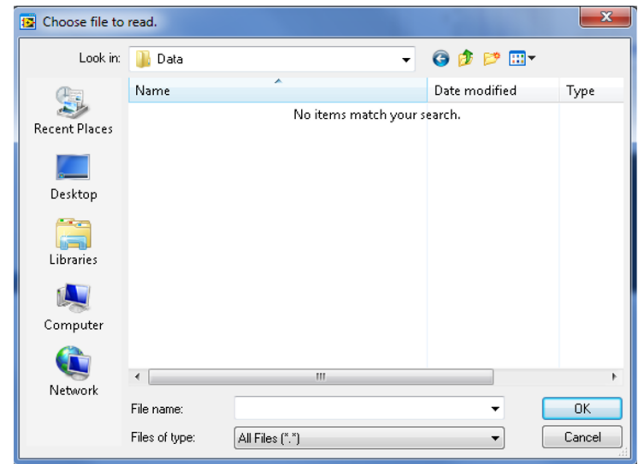 Choose file to read.
Look in: Data
Name Date modified Type
No items match your search.
Recent Places
Desktop
Libraries
Computer
Network
File name: OK
Files of type: All Files (*.*) Cancel